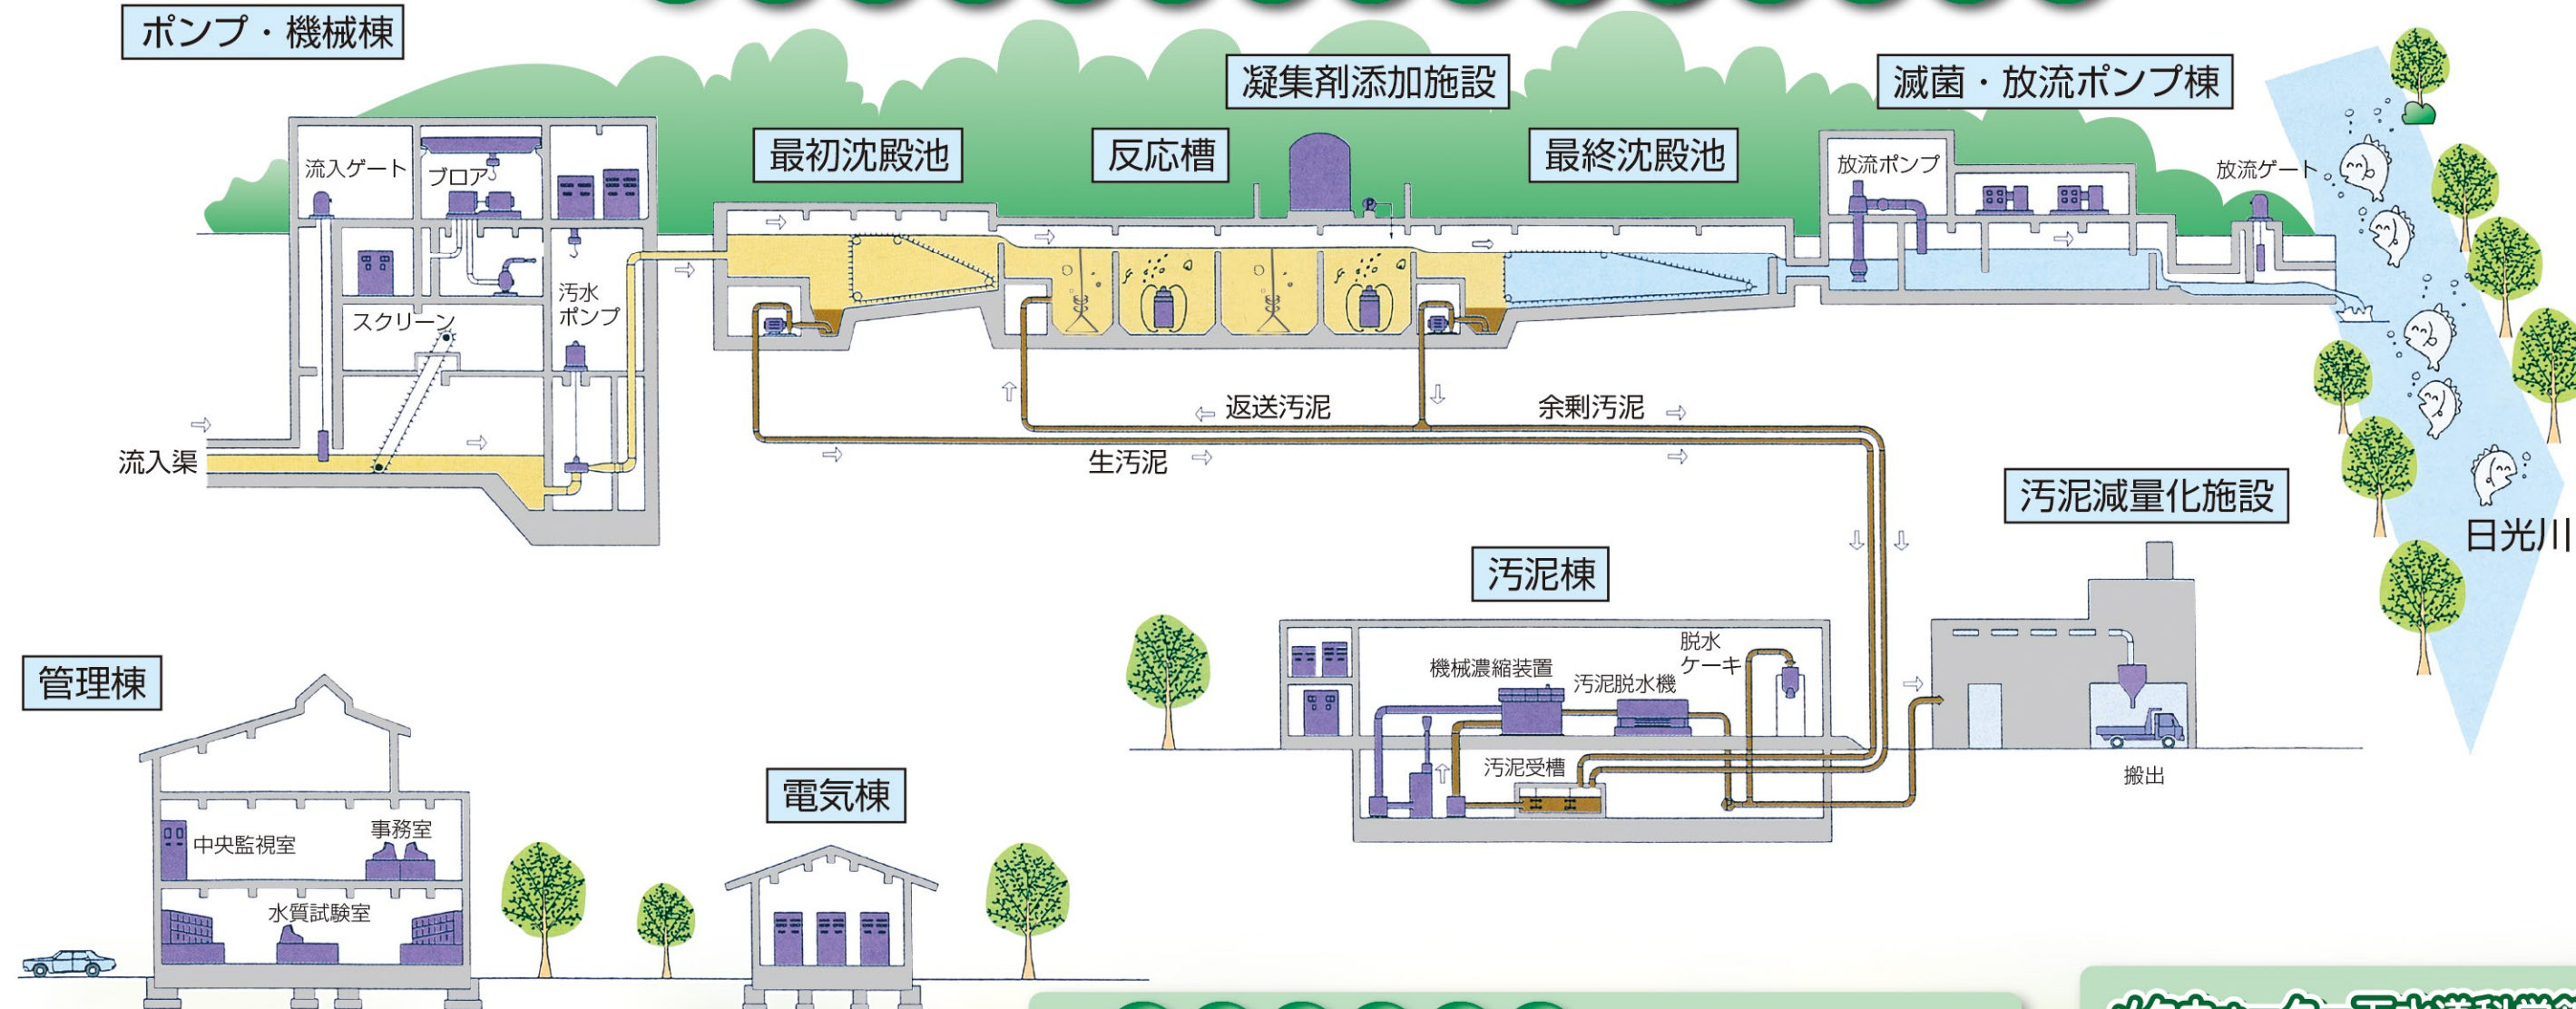 ポンプ・機械棟
凝集剤添加施設
滅菌・放流ポンプ棟
最初沈殿池
反応槽
最終沈殿池
流入ゲート
ブロア
放流ポンプ
放流ゲート
P
汚水
ポンプ
スクリーン
返送汚泥
余剰汚泥
流入渠
生汚泥
汚泥減量化施設
日光川
汚泥棟
脱水
ケーキ
機械濃縮装置
汚泥脱水機
管理棟
汚泥受槽
搬出
電気棟
事務室
中央監視室
水質試験室